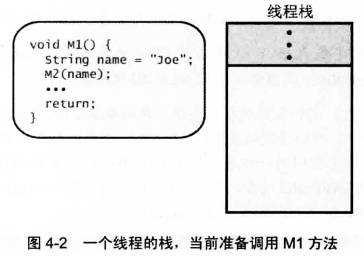 线程栈
void M1() {
String name = "Joe";
M2(name);
•••
return;
}
图 4-2 一个线程的栈，当前准备调用 M1 方法